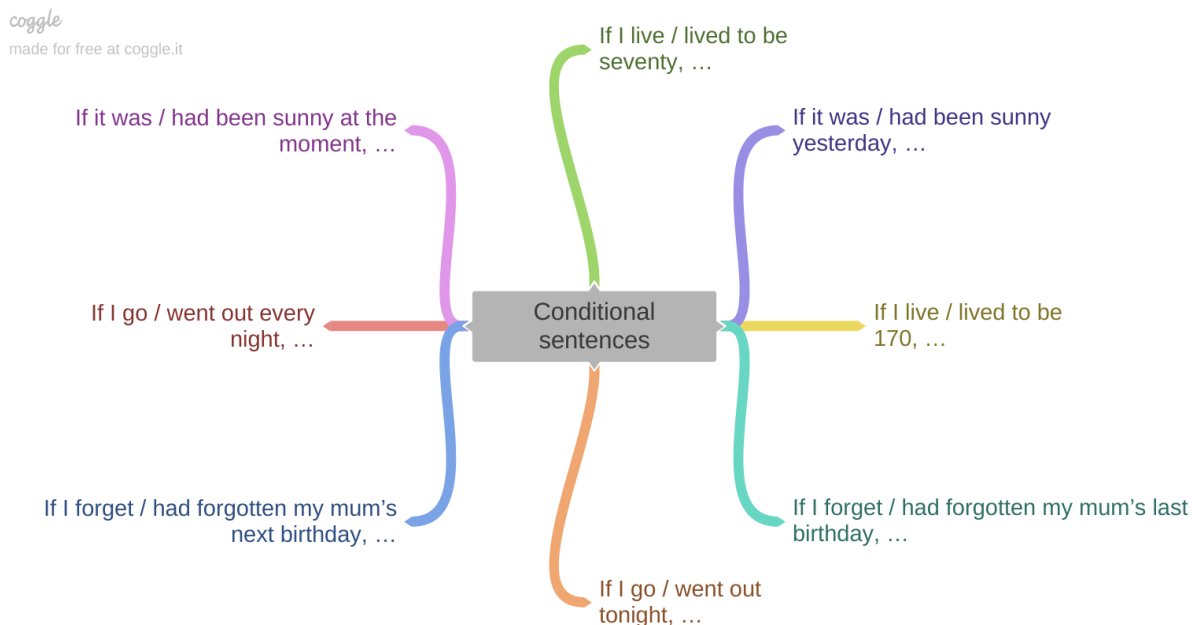 coggle
made for free at coggle.it
If I live / lived to be
seventy, …
If it was / had been sunny at the
moment, …
If it was / had been sunny
yesterday, …
If I go / went out every
night, …
Conditional
sentences
If I live / lived to be
170, …
If I forget / had forgotten my mum’s
next birthday, …
If I forget / had forgotten my mum’s last
birthday, …
If I go / went out
tonight, …